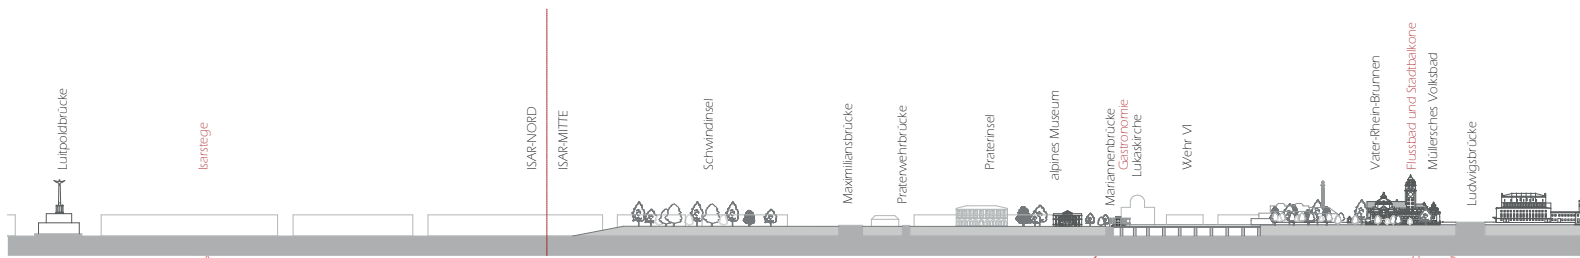 Luitpoldbrücke
Isarstege
ISAR-NORD
ISAR-MITTE
Schwindinsel
Maximiliansbrücke
Praterwehrbrücke
Praterinsel
alpines Museum
Mariannenbrücke
Gastronomie
Lukaskirche
Wehr VI
Vater-Rhein-Brunnen
Flussbad und Stadtbalkone
Müllersches Volksbad
Ludwigsbrücke